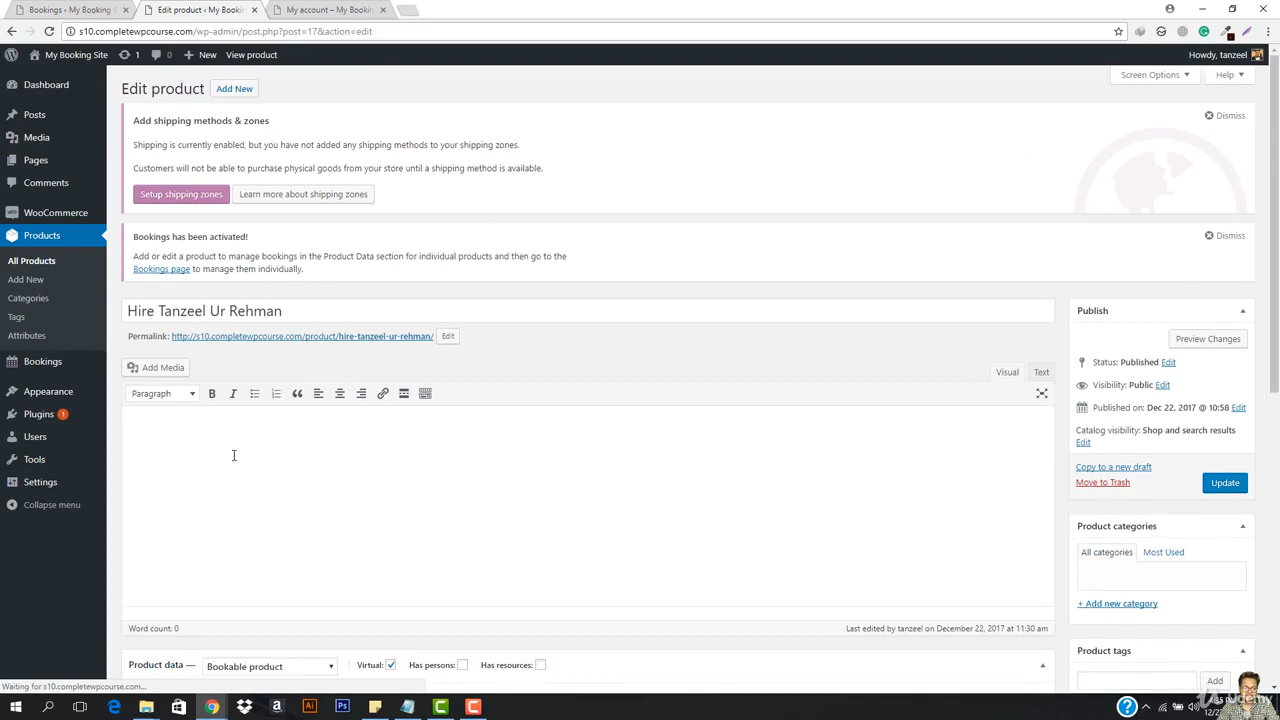 Bookings ‹ My Booking S
Edit product ‹ My Bookin
My account – My Bookin
s10.completewpcourse.com/wp-admin/post.php?post=17&action=edit
My Booking Site
1
0
New
View product
Howdy, tanzeel
Dashboard
Posts
Media
Pages
Comments
WooCommerce
Products
All Products
Add New
Categories
Tags
Attributes
Bookings
Appearance
Plugins 1
Users
Tools
Settings
Collapse menu
Edit product
Add New
Screen Options
Help
Add shipping methods & zones
Dismiss
Shipping is currently enabled, but you have not added any shipping methods to your shipping zones.
Customers will not be able to purchase physical goods from your store until a shipping method is available.
Setup shipping zones
Learn more about shipping zones
Bookings has been activated!
Dismiss
Add or edit a product to manage bookings in the Product Data section for individual products and then go to the
Bookings page to manage them individually.
Hire Tanzeel Ur Rehman
Permalink: http://s10.completewpcourse.com/product/hire-tanzeel-ur-rehman/ Edit
Add Media
Visual
Text
Paragraph
Word count: 0
Last edited by tanzeel on December 22, 2017 at 11:30 am
Product data —
Bookable product
Virtual:
Has persons:
Has resources:
Publish
Preview Changes
Status: Published Edit
Visibility: Public Edit
Published on: Dec 22, 2017 @ 10:58 Edit
Catalog visibility: Shop and search results
Edit
Copy to a new draft
Move to Trash
Update
Product categories
All categories
Most Used
+ Add new category
Product tags
Add
Waiting for s10.completewpcourse.com...